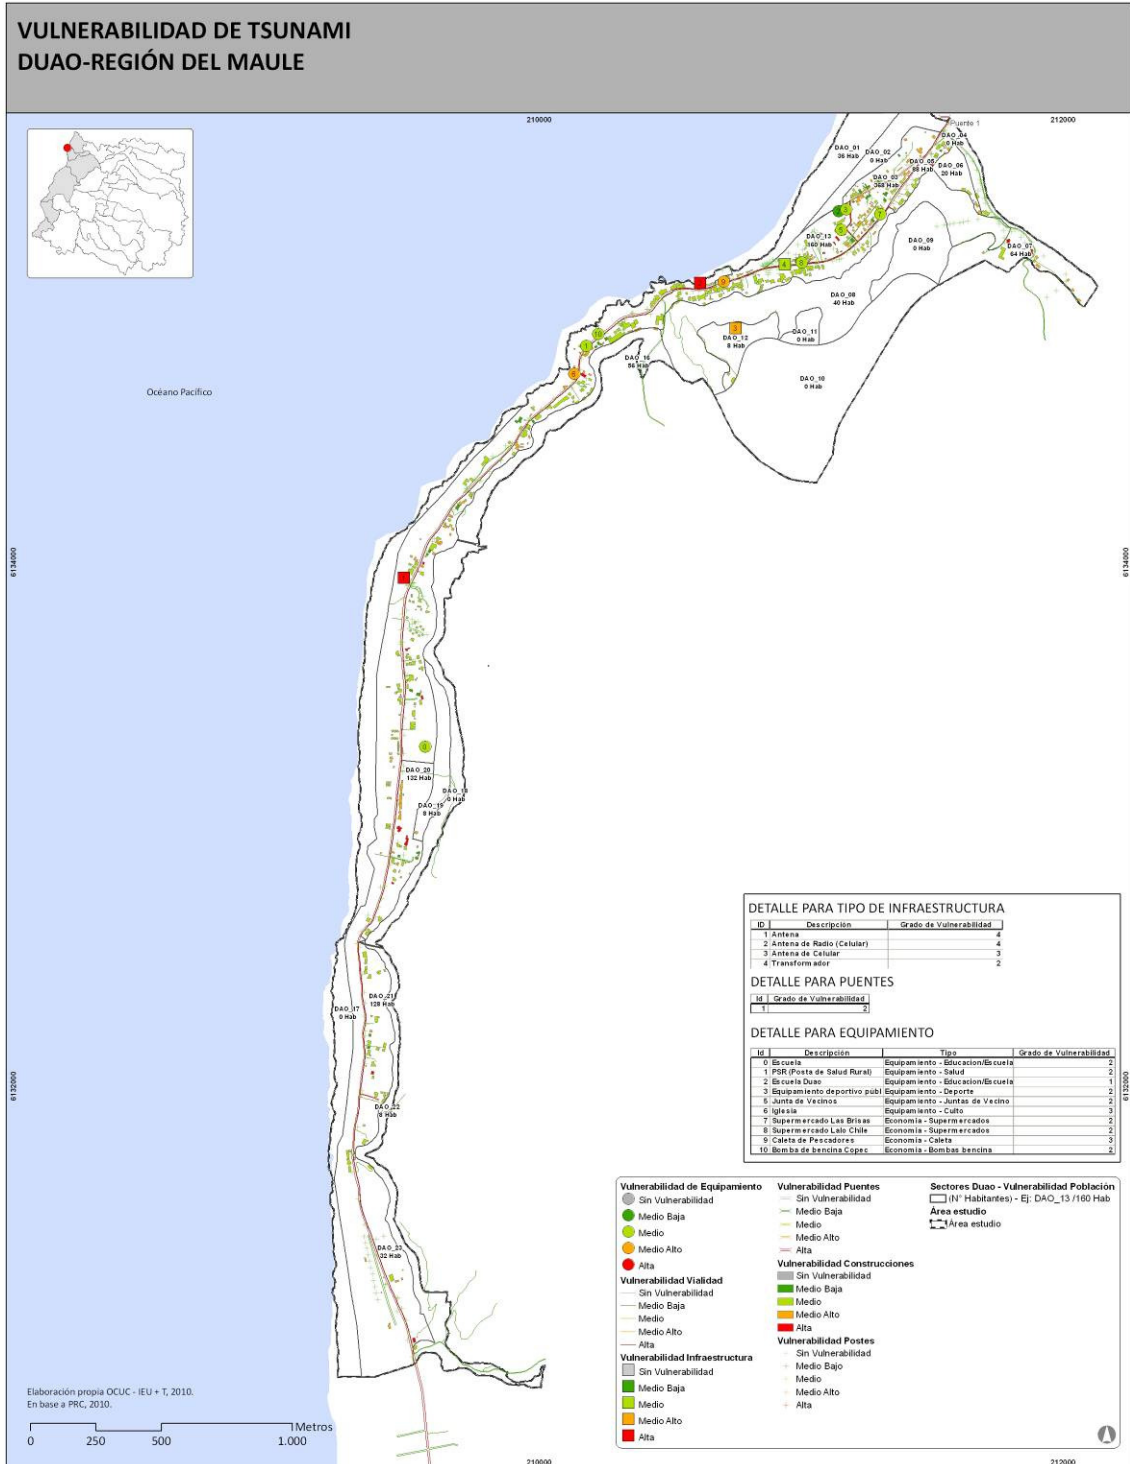 VULNERABILIDAD DE TSUNAMI
DUAO-REGIÓN DEL MAULE
210000
212000
Puente 1
DAO_04
0 Hab
DAO_01
36 Hab
DAO_02
0 Hab
DAO_05
88 Hab
DAO_06
20 Hab
DAO_03
368 Hab
DAO_13
160 Hab
DAO_09
0 Hab
DAO_07
64 Hab
DAO_08
40 Hab
DAO_11
0 Hab
DAO_12
8 Hab
DAO_16
56 Hab
DAO_10
0 Hab
Océano Pacífico
6134000
6134000
DAO_20
132 Hab
DAO_18
0 Hab
DAO_19
8 Hab
DAO_21
128 Hab
DAO_17
0 Hab
DAO_22
8 Hab
DAO_23
32 Hab
6132000
6132000
DETALLE PARA TIPO DE INFRAESTRUCTURA
ID Descripción Grado de Vulnerabilidad
1 Antena 4
2 Antena de Radio (Celular) 4
3 Antena de Celular 3
4 Transformador 2
DETALLE PARA PUENTES
Id Grado de Vulnerabilidad
1 2
DETALLE PARA EQUIPAMIENTO
Id Descripción Tipo Grado de Vulnerabilidad
0 Escuela Equipamiento - Educacion/Escuela 2
1 PSR (Posta de Salud Rural) Equipamiento - Salud 2
2 Escuela Duao Equipamiento - Educacion/Escuela 1
3 Equipamiento deportivo públ Equipamiento - Deporte 2
5 Junta de Vecinos Equipamiento - Juntas de Vecino 2
6 Iglesia Equipamiento - Culto 3
7 Supermercado Las Brisas Economia - Supermercados 2
8 Supermercado Lalo Chile Economia - Supermercados 2
9 Caleta de Pescadores Economia - Caleta 3
10 Bomba de bencina Copec Economia - Bombas bencina 2
Vulnerabilidad de Equipamiento
Sin Vulnerabilidad
Medio Baja
Medio
Medio Alto
Alta
Vulnerabilidad Vialidad
Sin Vulnerabilidad
Medio Baja
Medio
Medio Alto
Alta
Vulnerabilidad Infraestructura
Sin Vulnerabilidad
Medio Baja
Medio
Medio Alto
Alta
Vulnerabilidad Puentes
Sin Vulnerabilidad
Medio Baja
Medio
Medio Alto
Alta
Vulnerabilidad Construcciones
Sin Vulnerabilidad
Medio Baja
Medio
Medio Alto
Alta
Vulnerabilidad Postes
Sin Vulnerabilidad
Medio Bajo
Medio
Medio Alto
Alta
Sectores Duao - Vulnerabilidad Población
(N° Habitantes) - Ej: DAO_13 /160 Hab
Área estudio
Área estudio
Elaboración propia OCUC - IEU + T, 2010.
En base a PRC, 2010.
Metros
0 250 500 1.000
210000
212000